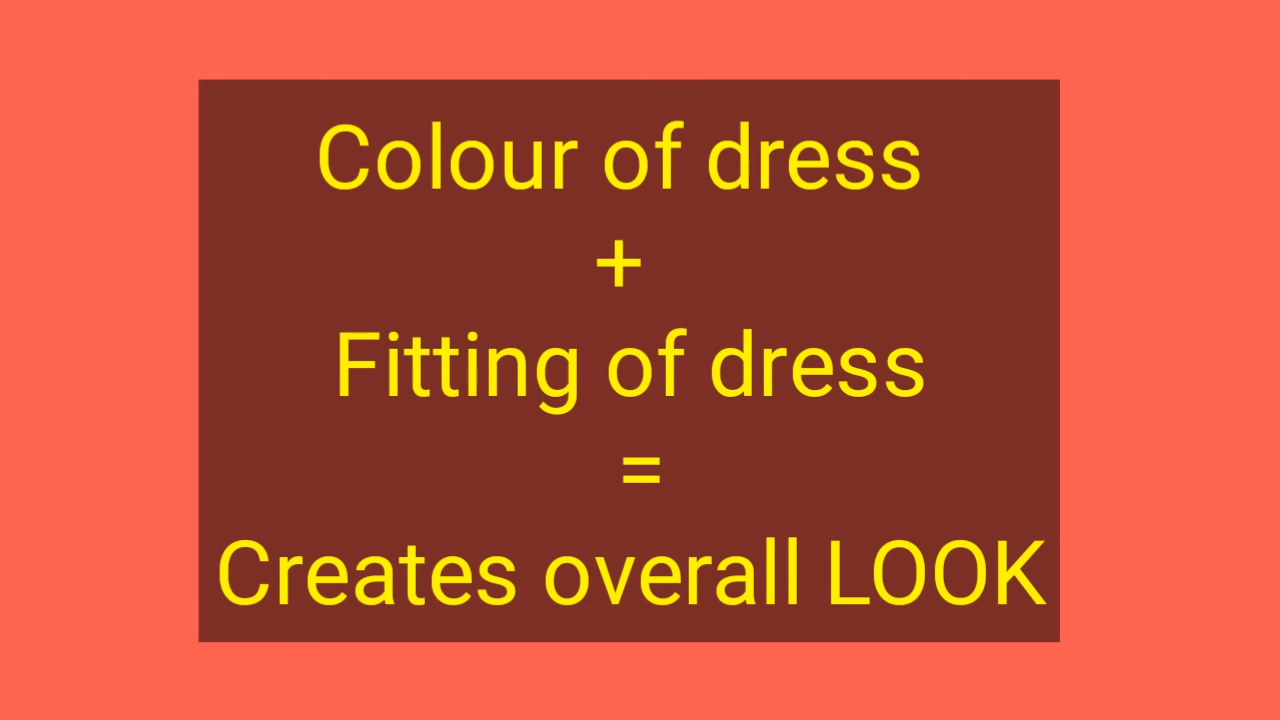 Colour of dress
+
Fitting of dress
=
Creates overall LOOK